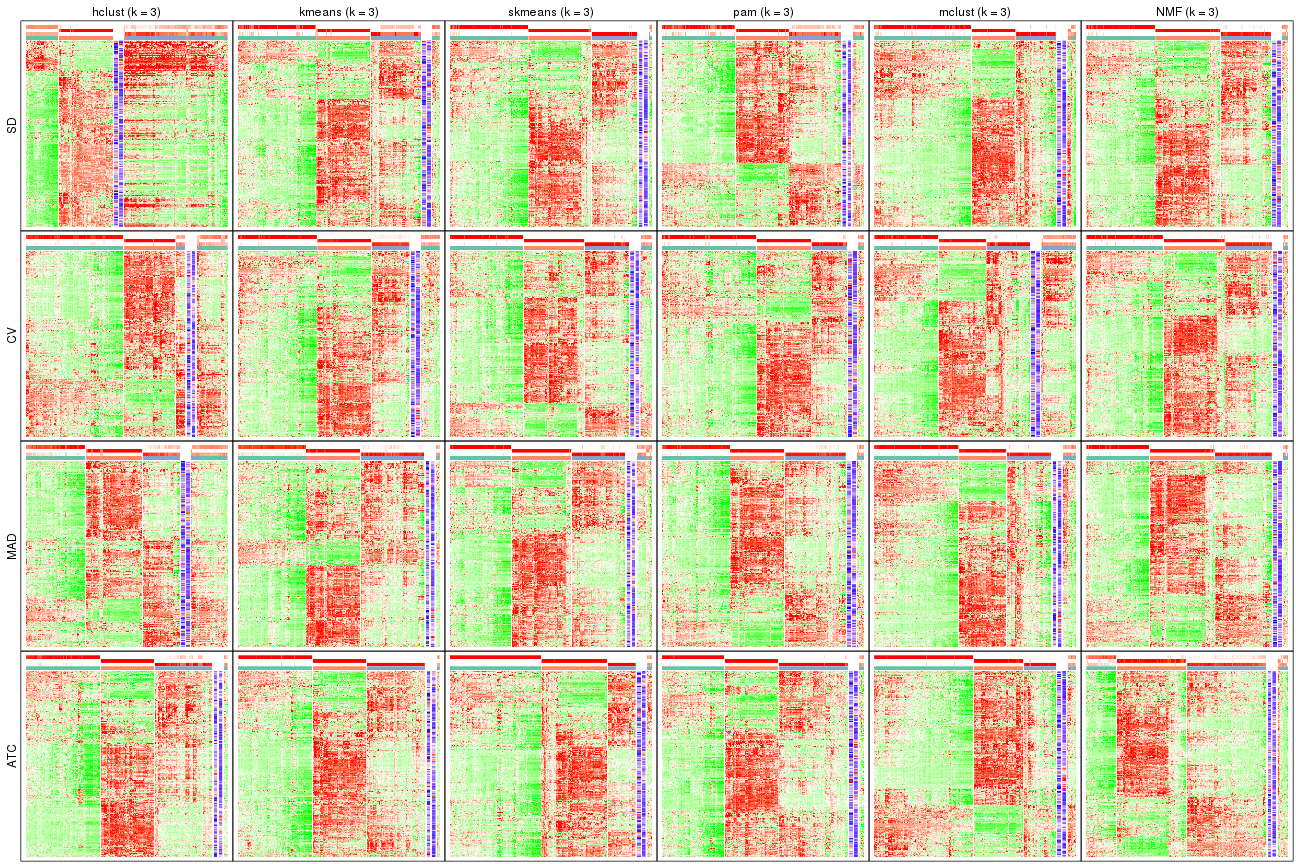 hclust (k = 3) kmeans (k = 3) skmeans (k = 3) pam (k = 3) mclust (k = 3) NMF (k = 3)
SD
CV
MAD
ATC